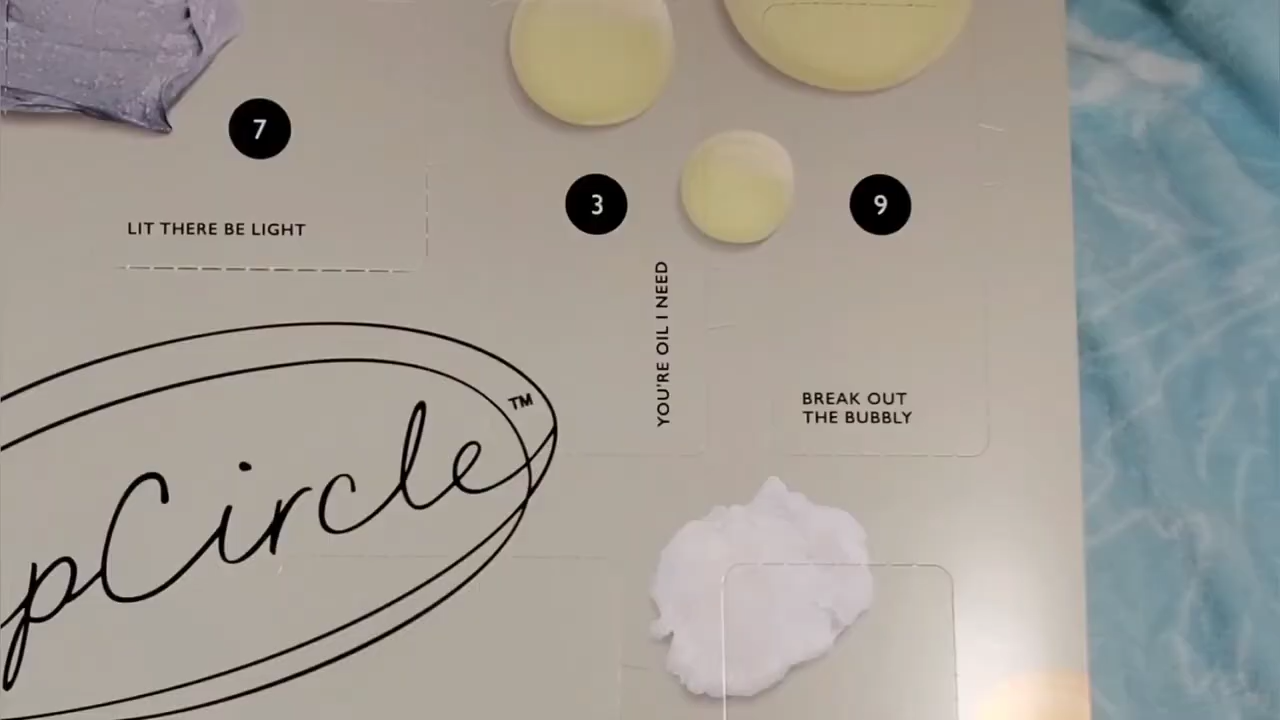 7
LIT THERE BE LIGHT
3
YOU'RE OIL I NEED
9
BREAK OUT
THE BUBBLY
pCircle™